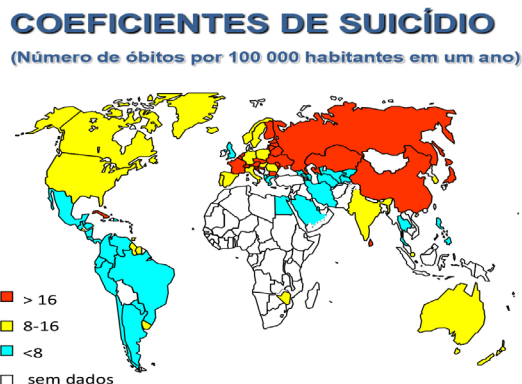 COEFICIENTES DE SUICÍDIO
(Número de óbitos por 100 000 habitantes em um ano)
> 16
8-16
<8
sem dados